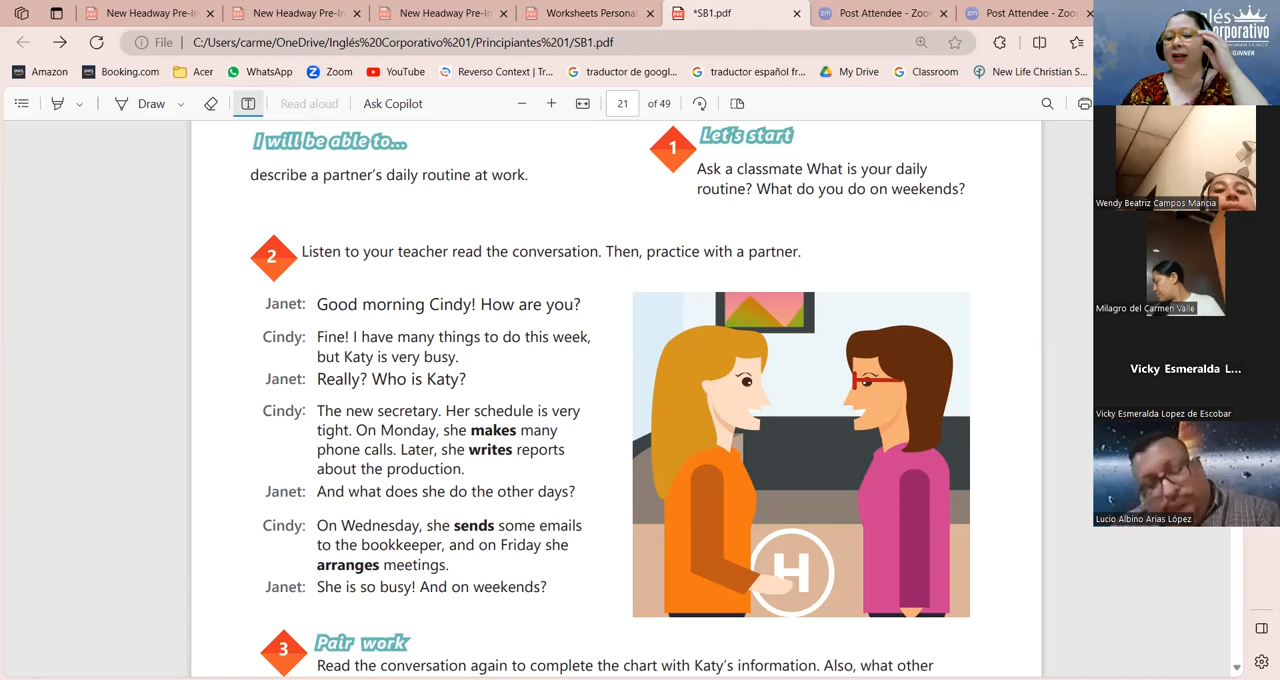 New Headway Pre-In
New Headway Pre-In
New Headway Pre-In
Worksheets Persona
*SB1.pdf
Post Attendee - Zoo
Post Attendee - Zoo
File
C:/Users/carme/OneDrive/Inglés%20Corporativo%201/Principiantes%201/SB1.pdf
Amazon
Booking.com
Acer
WhatsApp
Zoom
YouTube
Reverso Context | Tr...
traductor de googl...
traductor español fr...
My Drive
Classroom
New Life Christian S...
Draw
Read aloud
Ask Copilot
21
of 49
I will be able to...
describe a partner's daily routine at work.
1
Let's start
Ask a classmate What is your daily
routine? What do you do on weekends?
2
Listen to your teacher read the conversation. Then, practice with a partner.
Janet: Good morning Cindy! How are you?
Cindy: Fine! I have many things to do this week,
but Katy is very busy.
Janet: Really? Who is Katy?
Cindy: The new secretary. Her schedule is very
tight. On Monday, she makes many
phone calls. Later, she writes reports
about the production.
Janet: And what does she do the other days?
Cindy: On Wednesday, she sends some emails
to the bookkeeper, and on Friday she
arranges meetings.
Janet: She is so busy! And on weekends?
H
3
Pair work
Read the conversation again to complete the chart with Katy's information. Also, what other
Wendy Beatriz Campos Mancia
Milagro del Carmen Valle
Vicky Esmeralda L...
Vicky Esmeralda Lopez de Escobar
Lucio Albino Arias López